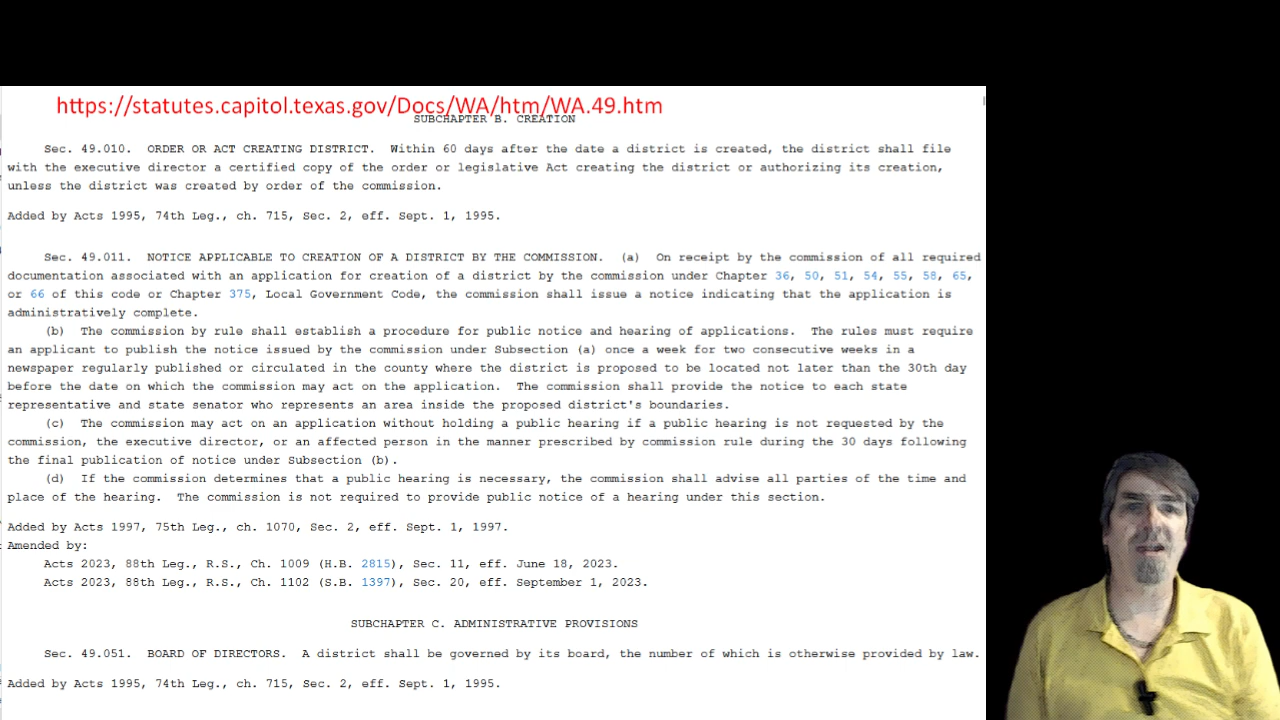 https://statutes.capitol.texas.gov/Docs/WA/htm/WA.49.htm
SUBCHAPTER B. CREATION
Sec. 49.010. ORDER OR ACT CREATING DISTRICT. Within 60 days after the date a district is created, the district shall file
with the executive director a certified copy of the order or legislative Act creating the district or authorizing its creation,
unless the district was created by order of the commission.
Added by Acts 1995, 74th Leg., ch. 715, Sec. 2, eff. Sept. 1, 1995.
Sec. 49.011. NOTICE APPLICABLE TO CREATION OF A DISTRICT BY THE COMMISSION. (a) On receipt by the commission of all required
documentation associated with an application for creation of a district by the commission under Chapter 36, 50, 51, 54, 55, 58, 65,
or 66 of this code or Chapter 375, Local Government Code, the commission shall issue a notice indicating that the application is
administratively complete.
(b) The commission by rule shall establish a procedure for public notice and hearing of applications. The rules must require
an applicant to publish the notice issued by the commission under Subsection (a) once a week for two consecutive weeks in a
newspaper regularly published or circulated in the county where the district is proposed to be located not later than the 30th day
before the date on which the commission may act on the application. The commission shall provide the notice to each state
representative and state senator who represents an area inside the proposed district's boundaries.
(c) The commission may act on an application without holding a public hearing if a public hearing is not requested by the
commission, the executive director, or an affected person in the manner prescribed by commission rule during the 30 days following
the final publication of notice under Subsection (b).
(d) If the commission determines that a public hearing is necessary, the commission shall advise all parties of the time and
place of the hearing. The commission is not required to provide public notice of a hearing under this section.
Added by Acts 1997, 75th Leg., ch. 1070, Sec. 2, eff. Sept. 1, 1997.
Amended by:
Acts 2023, 88th Leg., R.S., Ch. 1009 (H.B. 2815), Sec. 11, eff. June 18, 2023.
Acts 2023, 88th Leg., R.S., Ch. 1102 (S.B. 1397), Sec. 20, eff. September 1, 2023.
SUBCHAPTER C. ADMINISTRATIVE PROVISIONS
Sec. 49.051. BOARD OF DIRECTORS. A district shall be governed by its board, the number of which is otherwise provided by law.
Added by Acts 1995, 74th Leg., ch. 715, Sec. 2, eff. Sept. 1, 1995.